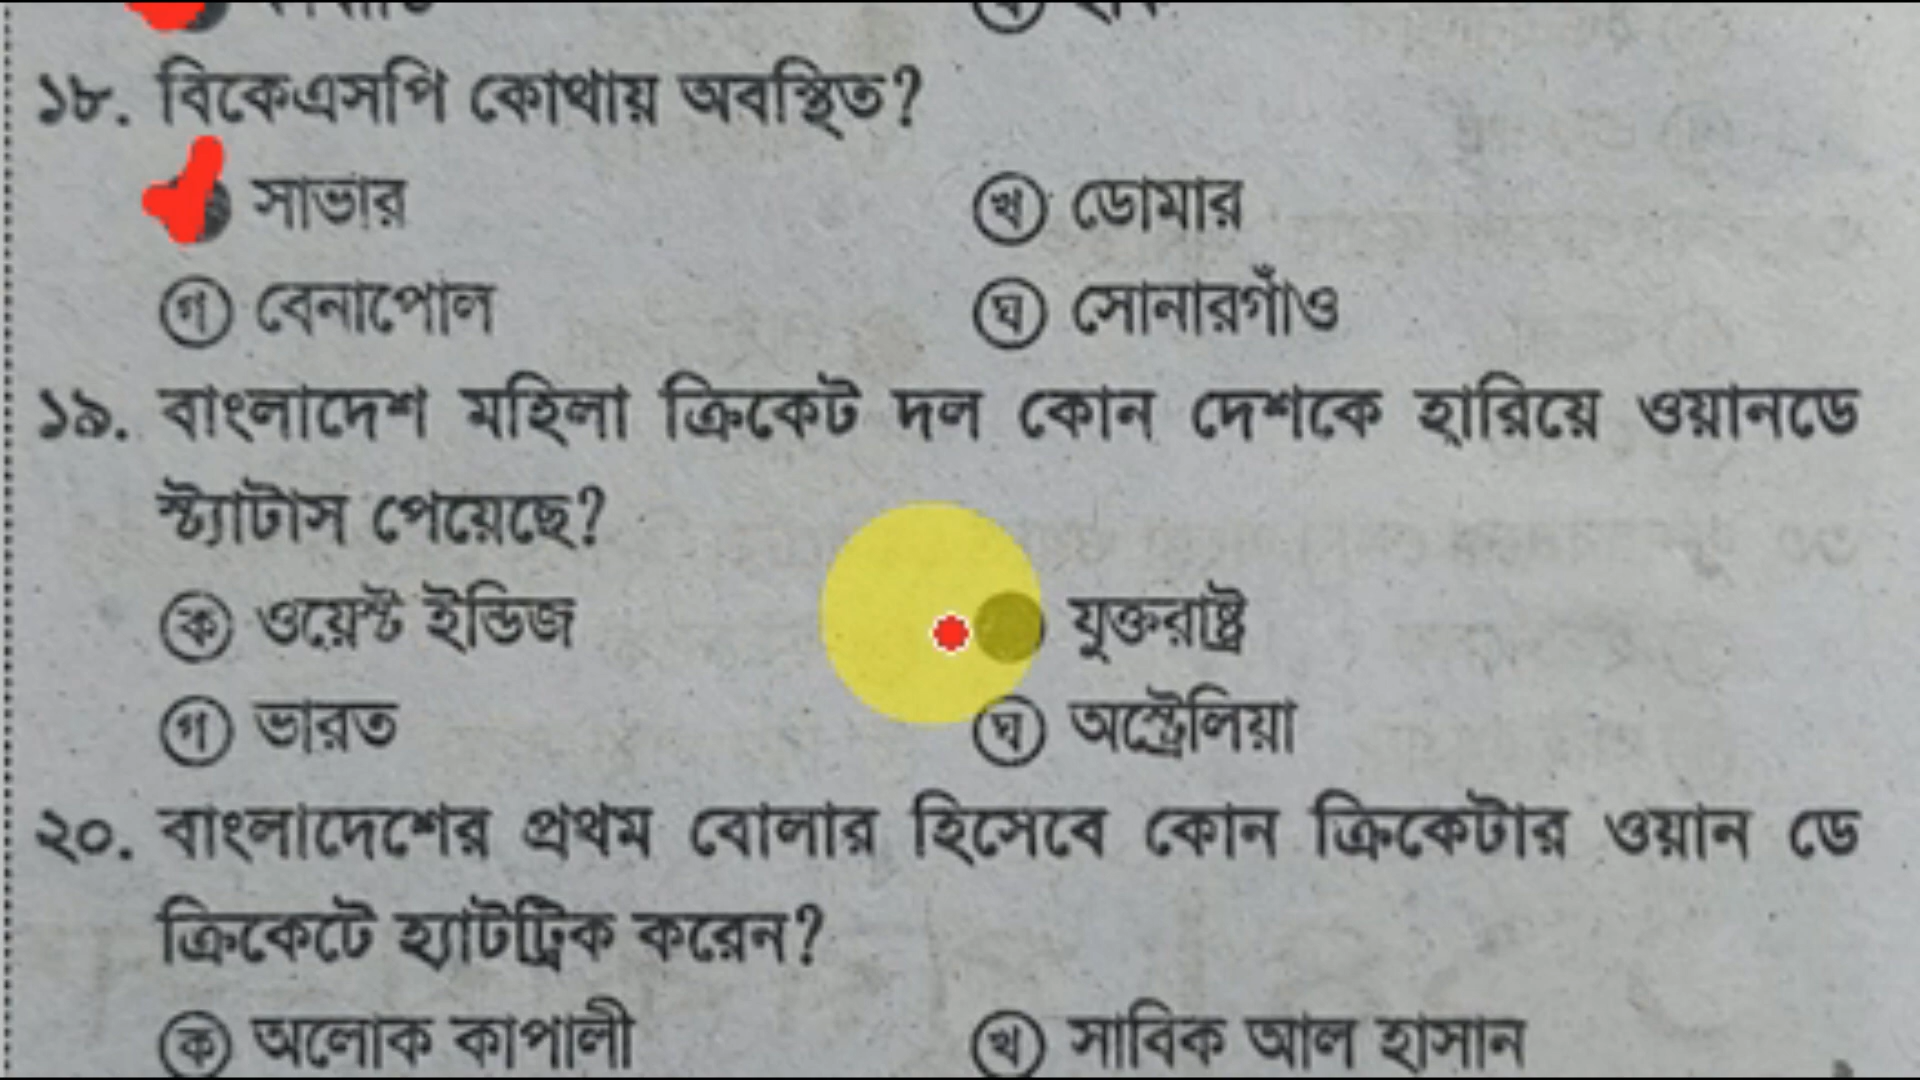 ১৮. বিকেএসপি কোথায় অবস্থিত?
সাভার
খ ডোমার
গ বেনাপোল
ঘ সোনারগাঁও
১৯. বাংলাদেশ মহিলা ক্রিকেট দল কোন দেশকে হারিয়ে ওয়ানডে
স্ট্যাটাস পেয়েছে?
ক ওয়েস্ট ইন্ডিজ
যুক্তরাষ্ট্র
গ ভারত
ঘ অস্ট্রেলিয়া
২০. বাংলাদেশের প্রথম বোলার হিসেবে কোন ক্রিকেটার ওয়ান ডে
ক্রিকেটে হ্যাটট্রিক করেন?
ক অলোক কাপালী
খ সাবিক আল হাসান